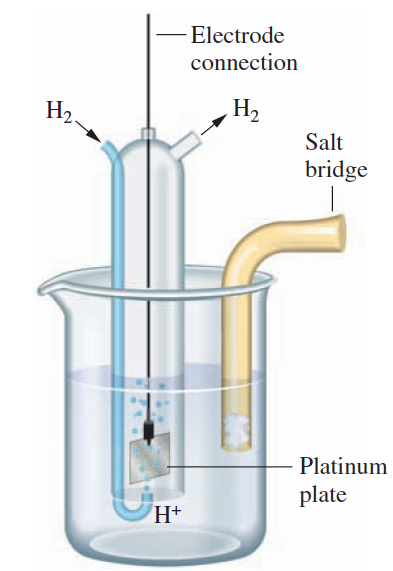 Electrode
connection
H₂
H₂
Salt
bridge
Platinum
plate
H⁺